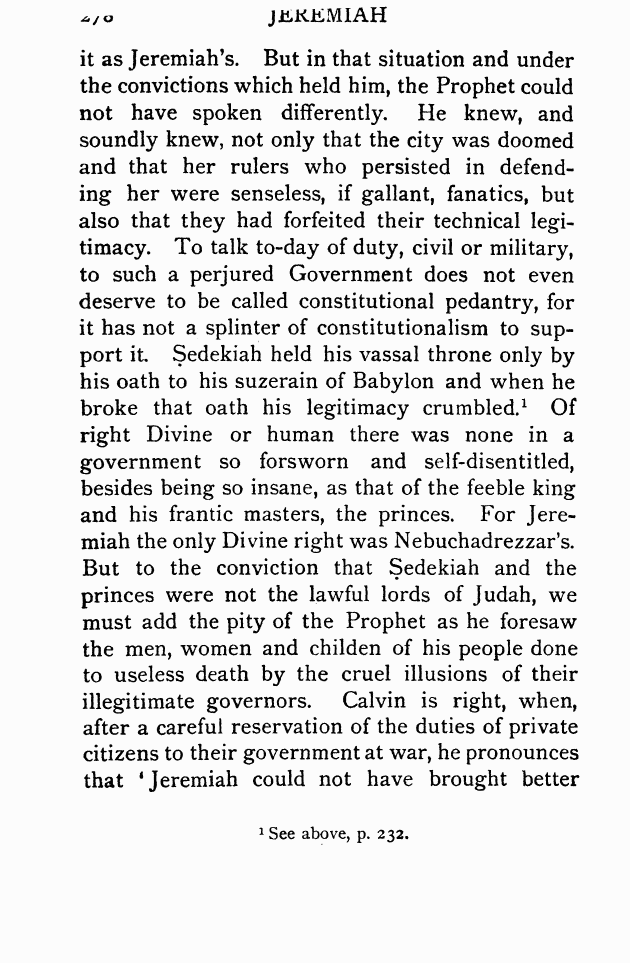 JEREMIAH
it as Jeremiah's. But in that situation and under
the convictions which held him, the Prophet could
not have spoken differently. He knew, and
soundly knew, not only that the city was doomed
and that her rulers who persisted in defend-
ing her were senseless, if gallant, fanatics, but
also that they had forfeited their technical legi-
timacy. To talk to-day of duty, civil or military,
to such a perjured Government does not even
deserve to be called constitutional pedantry, for
it has not a splinter of constitutionalism to sup-
port it. Ṣedekiah held his vassal throne only by
his oath to his suzerain of Babylon and when he
broke that oath his legitimacy crumbled.¹ Of
right Divine or human there was none in a
government so forsworn and self-disentitled,
besides being so insane, as that of the feeble king
and his frantic masters, the princes. For Jere-
miah the only Divine right was Nebuchadrezzar's.
But to the conviction that Ṣedekiah and the
princes were not the lawful lords of Judah, we
must add the pity of the Prophet as he foresaw
the men, women and childen of his people done
to useless death by the cruel illusions of their
illegitimate governors. Calvin is right, when,
after a careful reservation of the duties of private
citizens to their government at war, he pronounces
that ‘Jeremiah could not have brought better
¹ See above, p. 232.